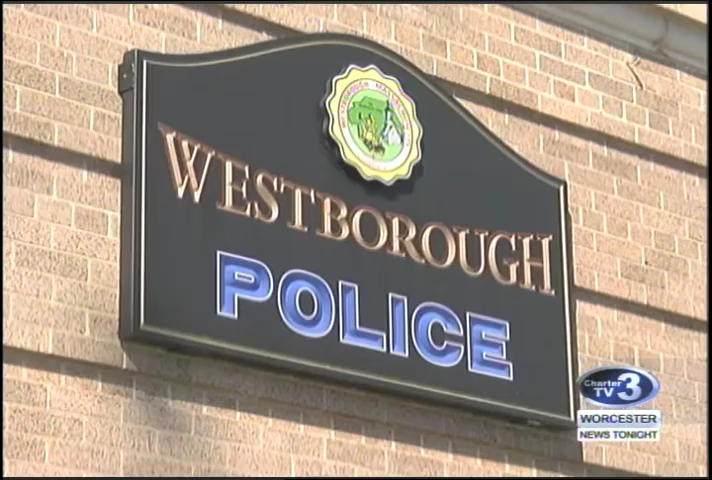 WESTBOROUGH
POLICE
Charter
TV 3
WORCESTER
NEWS TONIGHT